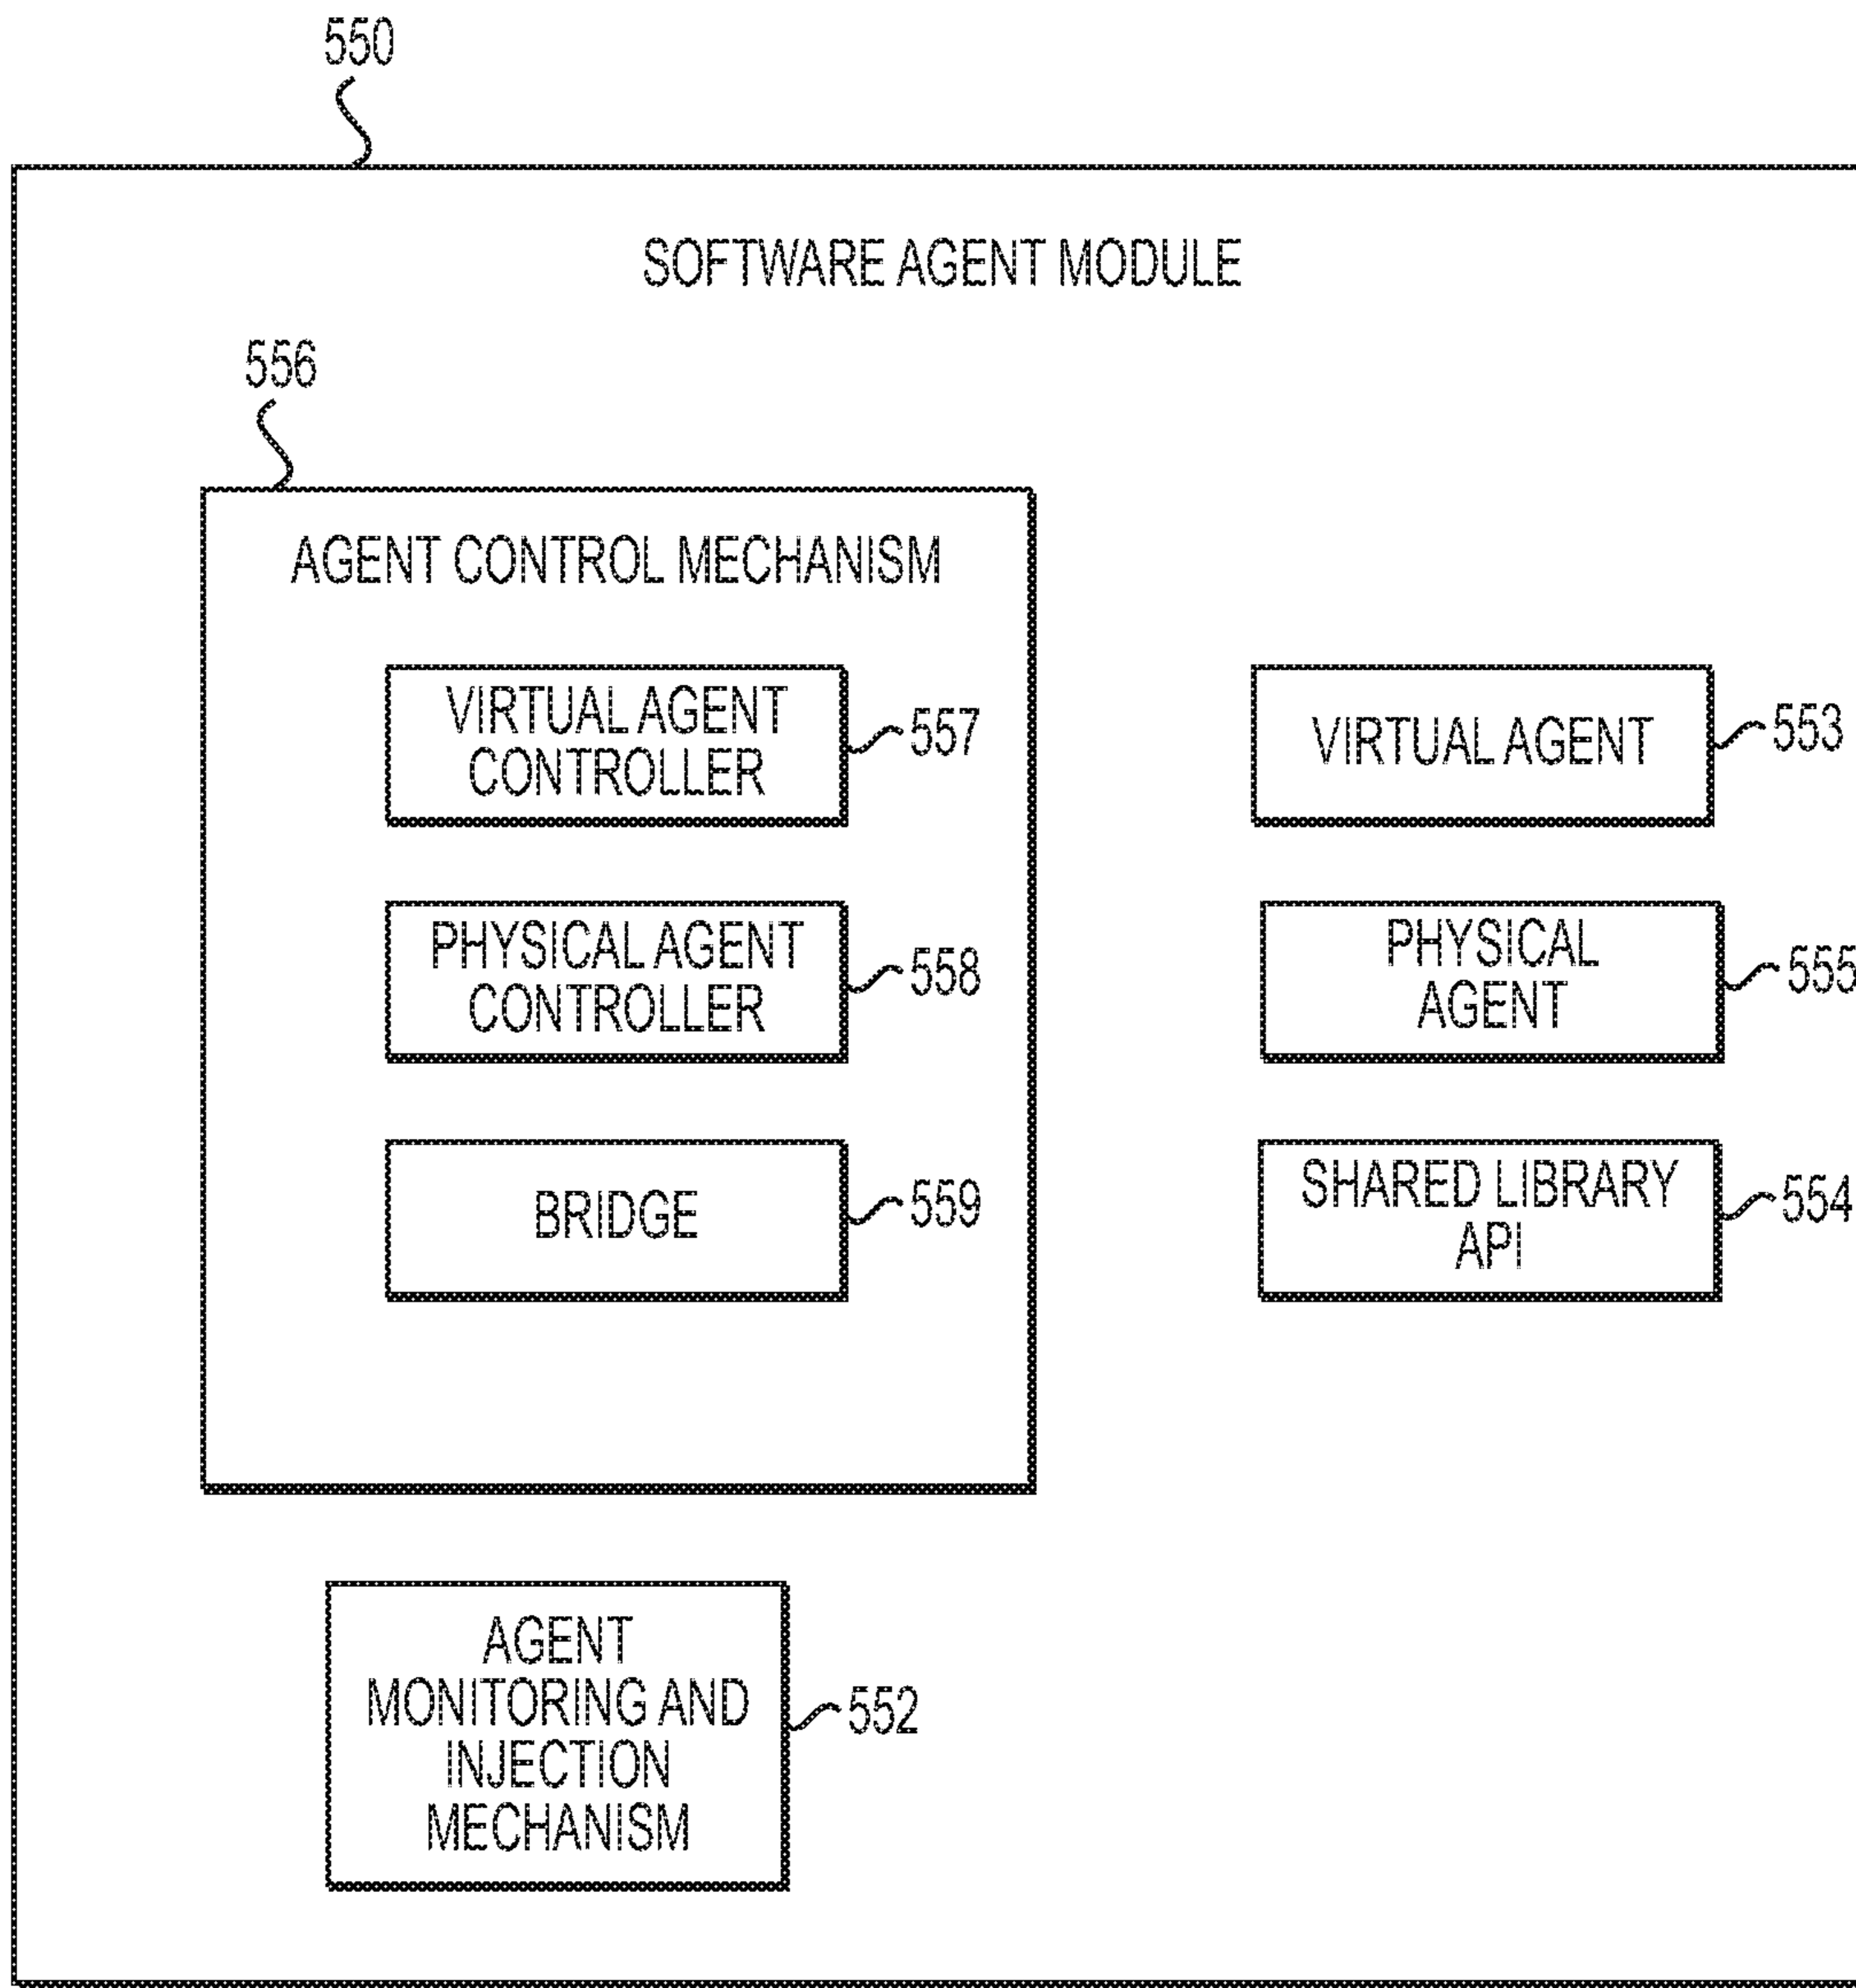 550
SOFTWARE AGENT MODULE
556
AGENT CONTROL MECHANISM
VIRTUAL AGENT
CONTROLLER
557
PHYSICAL AGENT
CONTROLLER
558
BRIDGE
559
VIRTUAL AGENT
553
PHYSICAL
AGENT
555
SHARED LIBRARY
API
554
AGENT
MONITORING AND
INJECTION
MECHANISM
552